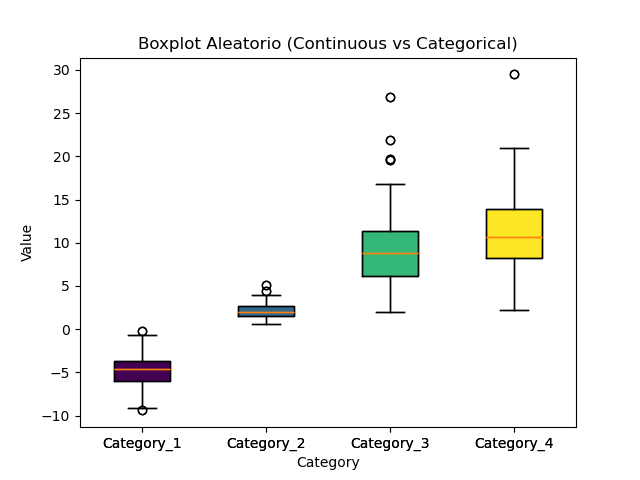 Boxplot Aleatorio (Continuous vs Categorical)
30
25
20
15
10
5
0
−5
−10
Value
Category_1
Category_2
Category_3
Category_4
Category